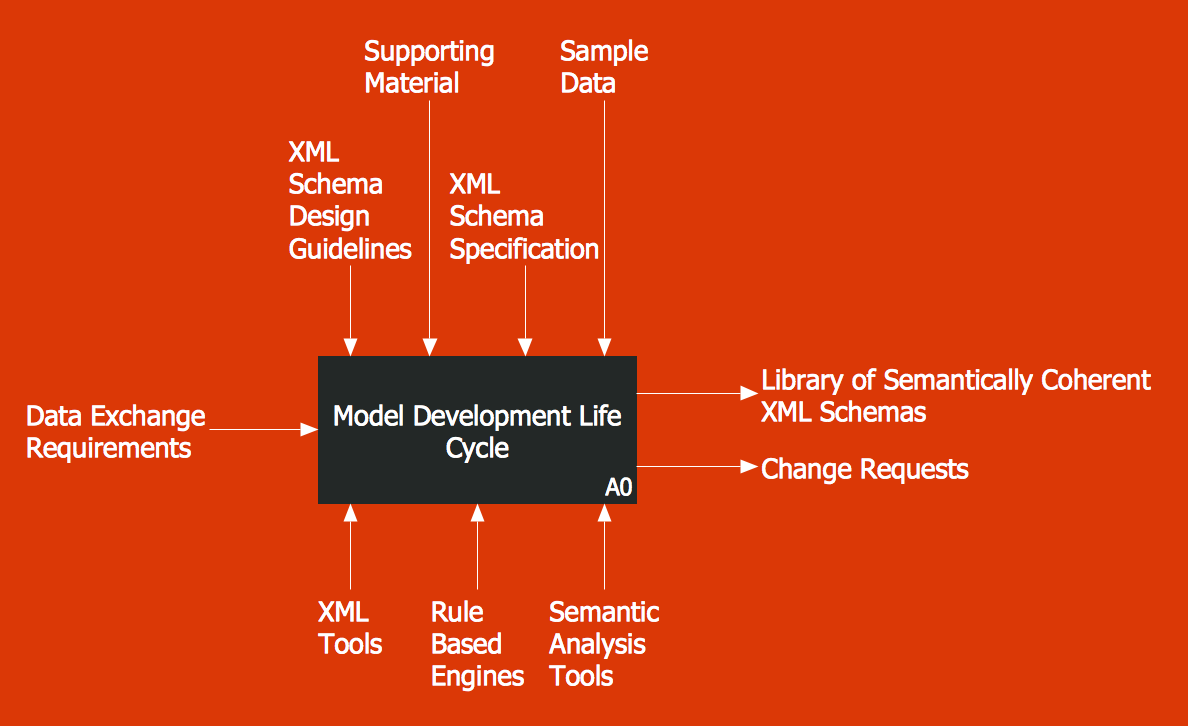 Supporting
Material
Sample
Data
XML
Schema
Design
Guidelines
XML
Schema
Specification
Data Exchange
Requirements
Model Development Life
Cycle
A0
Library of Semantically Coherent
XML Schemas
Change Requests
XML
Tools
Rule
Based
Engines
Semantic
Analysis
Tools